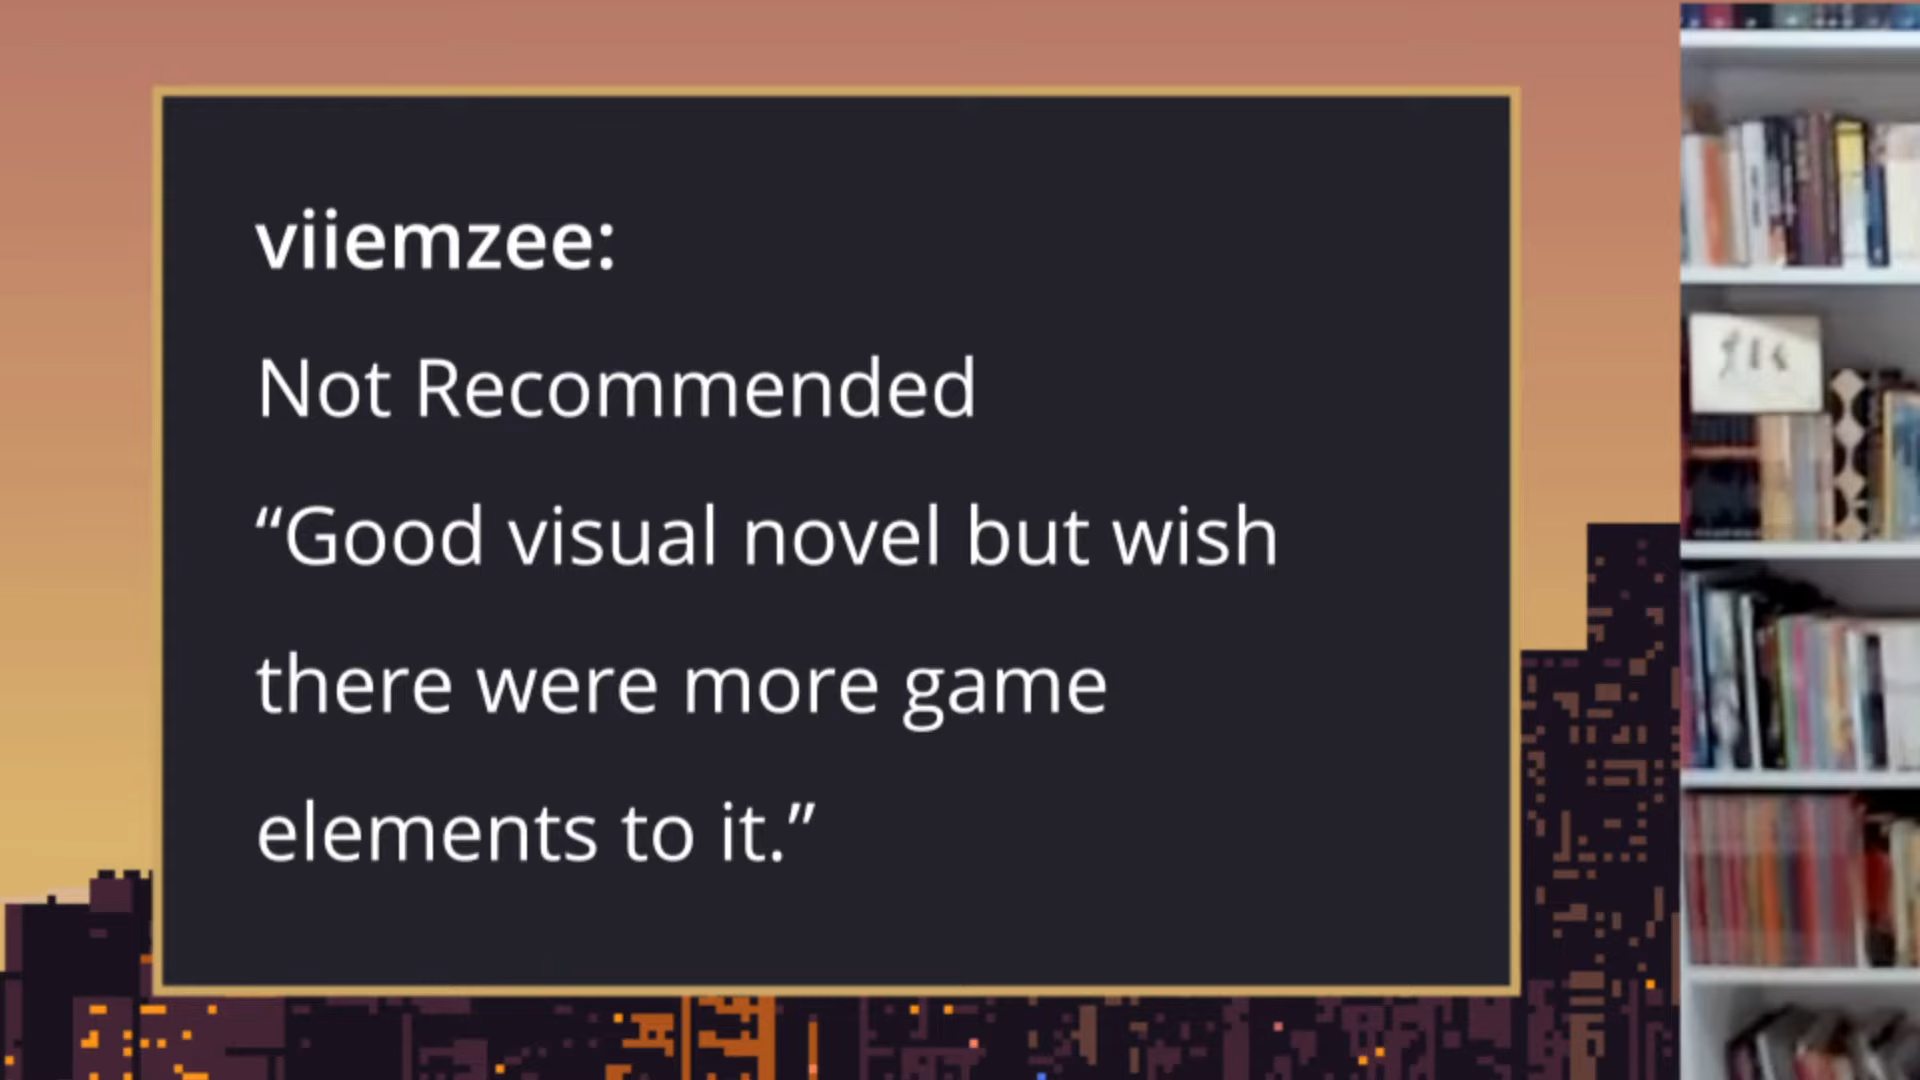 viiemzee:
Not Recommended
“Good visual novel but wish
there were more game
elements to it.”